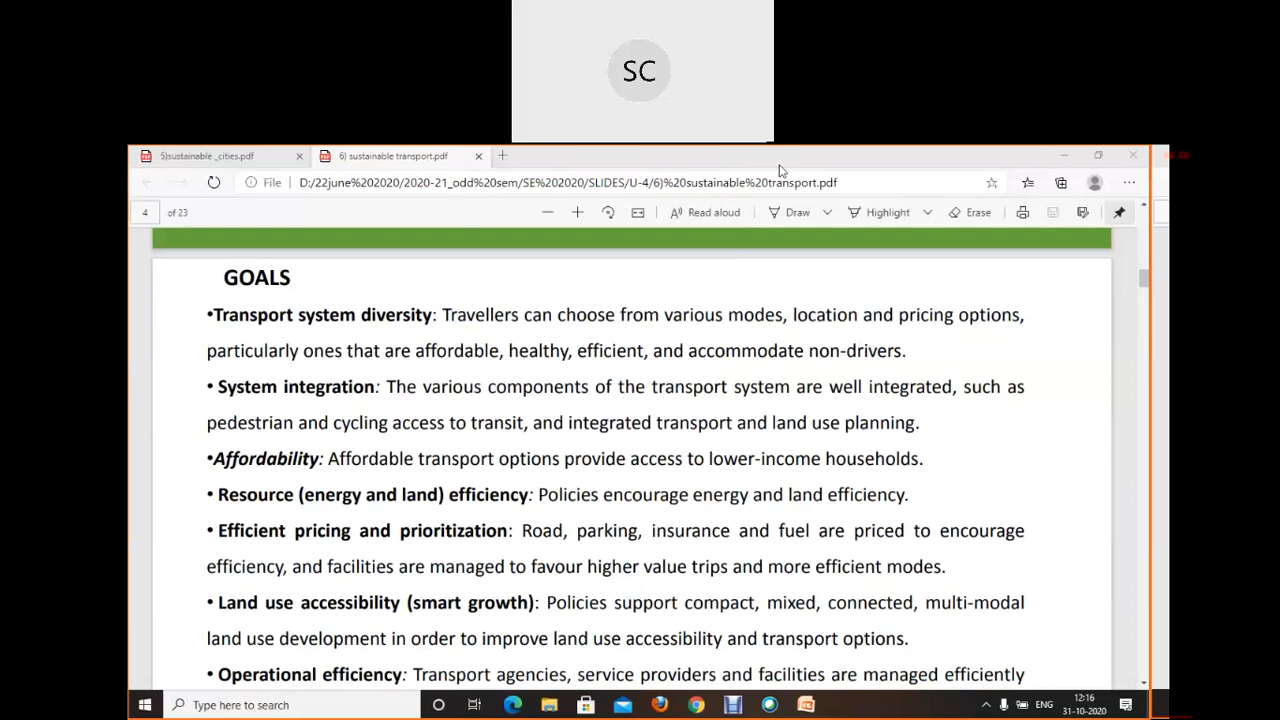 SC
5)sustainable _cities.pdf
6) sustainable transport.pdf
File
D:/22june%202020/2020-21_odd%20sem/SE%202020/SLIDES/U-4/6)%20sustainable%20transport.pdf
4 of 23
Read aloud
Draw
Highlight
Erase
GOALS
•Transport system diversity: Travellers can choose from various modes, location and pricing options,
particularly ones that are affordable, healthy, efficient, and accommodate non-drivers.
• System integration: The various components of the transport system are well integrated, such as
pedestrian and cycling access to transit, and integrated transport and land use planning.
•Affordability: Affordable transport options provide access to lower-income households.
• Resource (energy and land) efficiency: Policies encourage energy and land efficiency.
• Efficient pricing and prioritization: Road, parking, insurance and fuel are priced to encourage
efficiency, and facilities are managed to favour higher value trips and more efficient modes.
• Land use accessibility (smart growth): Policies support compact, mixed, connected, multi-modal
land use development in order to improve land use accessibility and transport options.
• Operational efficiency: Transport agencies, service providers and facilities are managed efficiently
Type here to search
ENG
12:16
31-10-2020